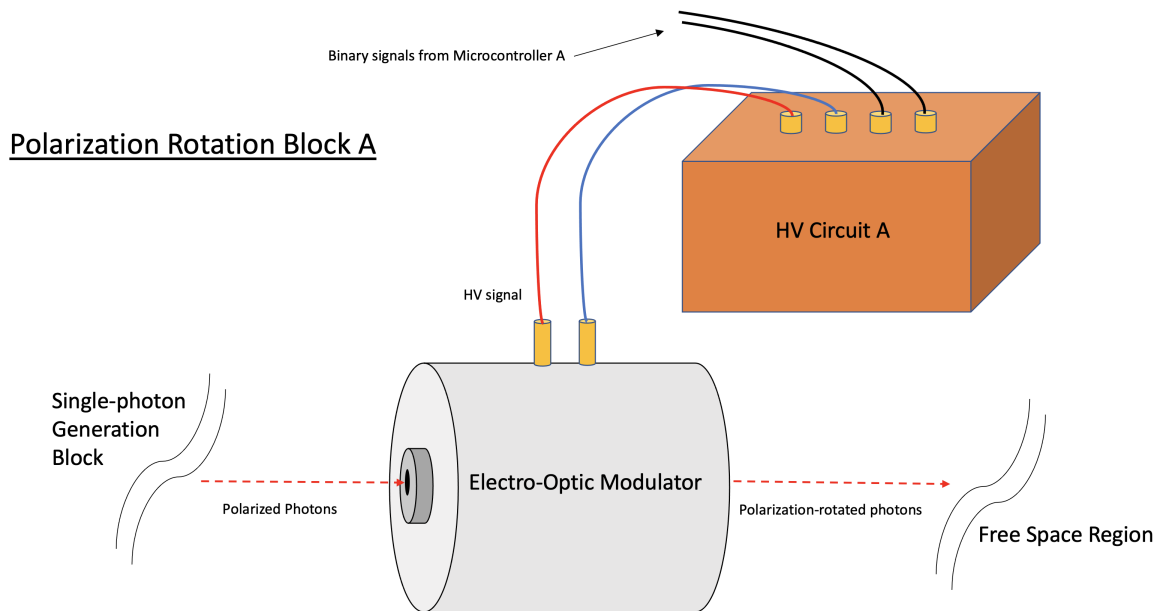 Binary signals from Microcontroller A
Polarization Rotation Block A
HV Circuit A
HV signal
Single-photon
Generation
Block
Electro-Optic Modulator
Polarized Photons
Polarization-rotated photons
Free Space Region